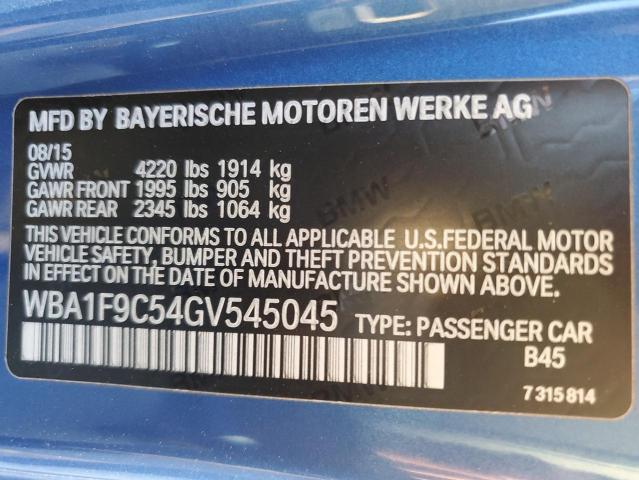 MFD BY BAYERISCHE MOTOREN WERKE AG
08/15
GVWR 4220 lbs 1914 kg
GAWR FRONT 1995 lbs 905 kg
GAWR REAR 2345 lbs 1064 kg
THIS VEHICLE CONFORMS TO ALL APPLICABLE U.S.FEDERAL MOTOR
VEHICLE SAFETY, BUMPER AND THEFT PREVENTION STANDARDS
IN EFFECT ON THE DATE OF MANUFACTURE SHOWN ABOVE.
WBA1F9C54GV545045 TYPE: PASSENGER CAR
B45
7 315 814
BMW
BMW